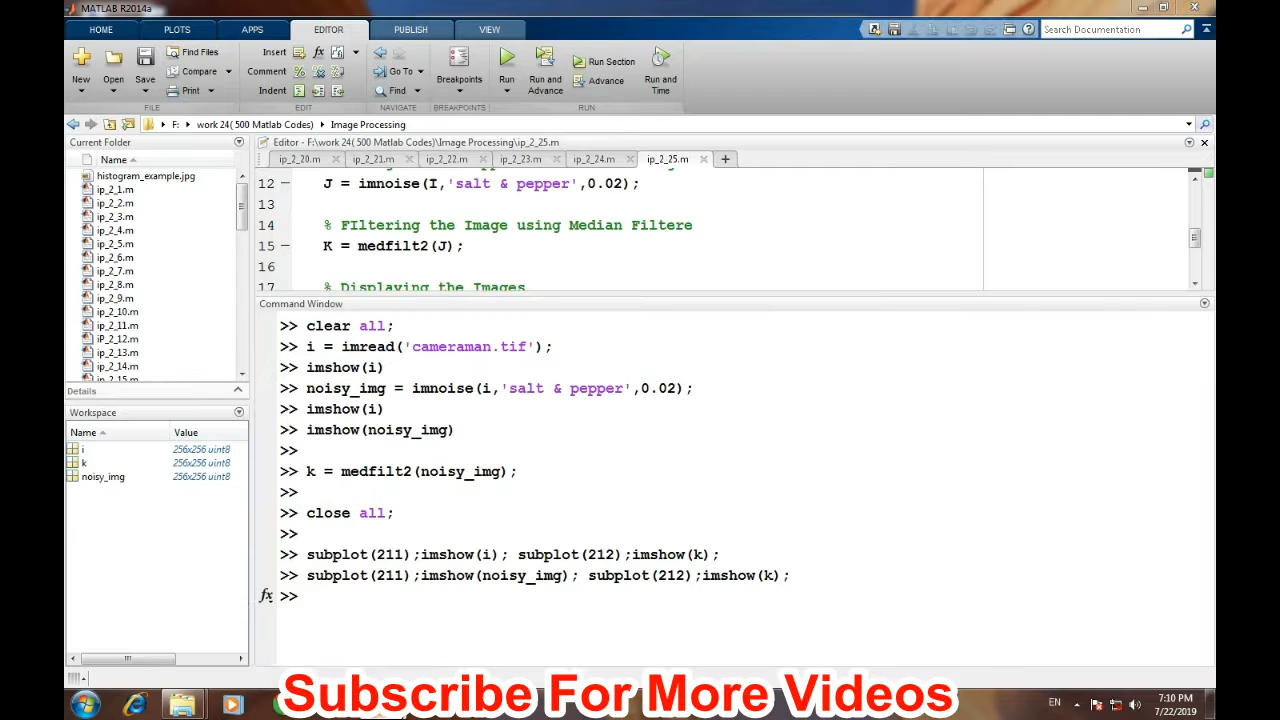 MATLAB R2014a
HOME PLOTS APPS EDITOR PUBLISH VIEW
Search Documentation
New Open Save Find Files Compare Print
Insert Comment Indent
Go To Find
Breakpoints
Run Run and Advance Run Section Advance Run and Time
FILE EDIT NAVIGATE BREAKPOINTS RUN
F: work 24( 500 Matlab Codes) Image Processing
Current Folder
Name
histogram_example.jpg
ip_2_1.m
ip_2_2.m
ip_2_3.m
ip_2_4.m
ip_2_5.m
ip_2_6.m
ip_2_7.m
ip_2_8.m
ip_2_9.m
ip_2_10.m
ip_2_11.m
iP_2_12.m
ip_2_13.m
ip_2_14.m
ip_2_15.m
Details
Workspace
Name Value
i 256x256 uint8
k 256x256 uint8
noisy_img 256x256 uint8
Editor - F:\work 24( 500 Matlab Codes)\Image Processing\ip_2_25.m
ip_2_20.m ip_2_21.m ip_2_22.m ip_2_23.m ip_2_24.m ip_2_25.m
12 J = imnoise(I,'salt & pepper',0.02);
13
14 % FIltering the Image using Median Filtere
15 K = medfilt2(J);
16
17 % Displaying the Images
Command Window
>> clear all;
>> i = imread('cameraman.tif');
>> imshow(i)
>> noisy_img = imnoise(i,'salt & pepper',0.02);
>> imshow(i)
>> imshow(noisy_img)
>>
>> k = medfilt2(noisy_img);
>>
>> close all;
>>
>> subplot(211);imshow(i); subplot(212);imshow(k);
>> subplot(211);imshow(noisy_img); subplot(212);imshow(k);
fx >>
Subscribe For More Videos
EN
7:10 PM
7/22/2019